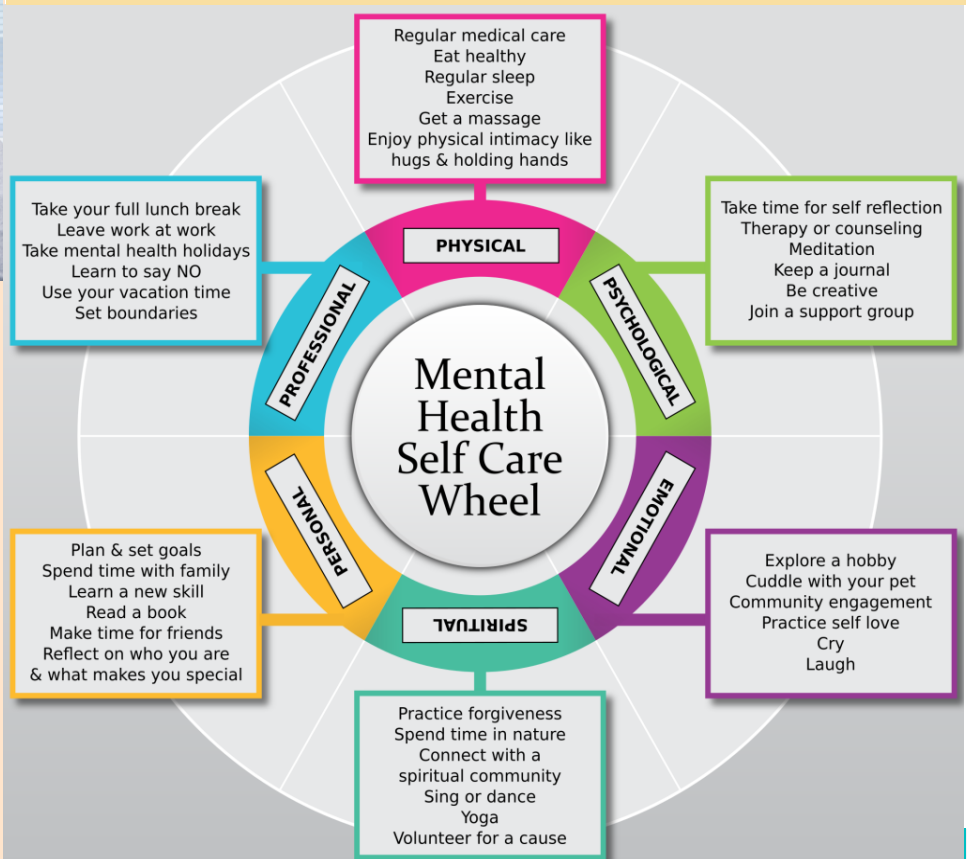 Regular medical care
Eat healthy
Regular sleep
Exercise
Get a massage
Enjoy physical intimacy like
hugs & holding hands
PHYSICAL
Take time for self reflection
Therapy or counseling
Meditation
Keep a journal
Be creative
Join a support group
PSYCHOLOGICAL
Explore a hobby
Cuddle with your pet
Community engagement
Practice self love
Cry
Laugh
EMOTIONAL
SPIRITUAL
Practice forgiveness
Spend time in nature
Connect with a
spiritual community
Sing or dance
Yoga
Volunteer for a cause
PERSONAL
Plan & set goals
Spend time with family
Learn a new skill
Read a book
Make time for friends
Reflect on who you are
& what makes you special
PROFESSIONAL
Take your full lunch break
Leave work at work
Take mental health holidays
Learn to say NO
Use your vacation time
Set boundaries
Mental
Health
Self Care
Wheel